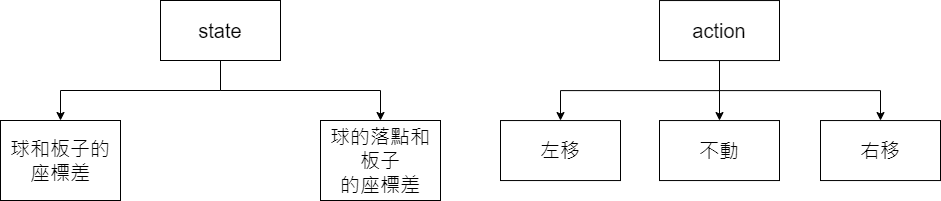 state
action
球和板子的
座標差
球的落點和
板子
的座標差
左移
不動
右移